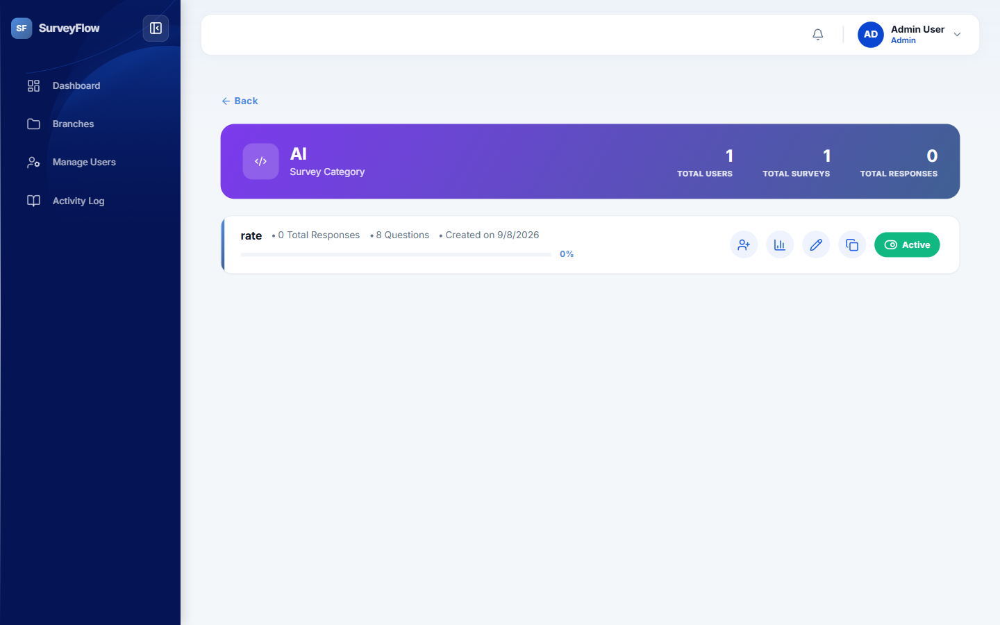 SF SurveyFlow
Dashboard
Branches
Manage Users
Activity Log
AD Admin User
Admin
Back
AI
Survey Category
1
TOTAL USERS
1
TOTAL SURVEYS
0
TOTAL RESPONSES
rate • 0 Total Responses • 8 Questions • Created on 9/8/2026
0%
Active